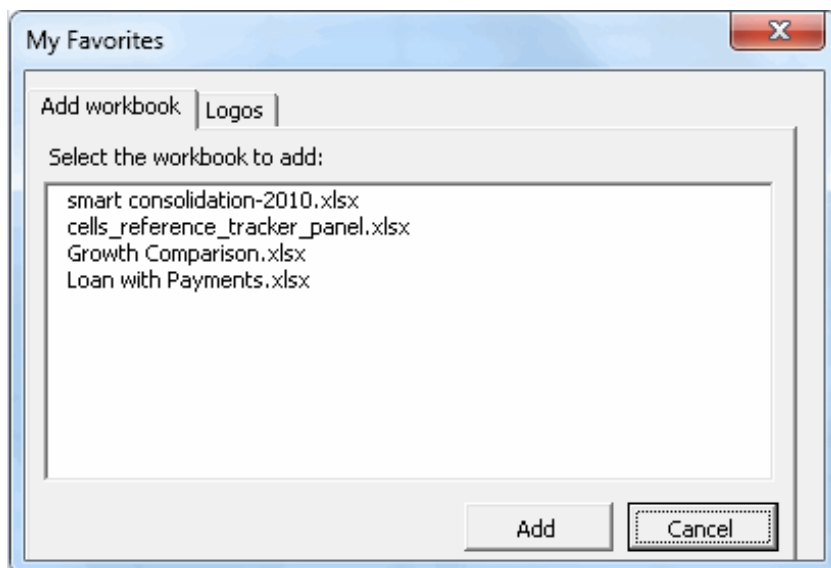 My Favorites
Add workbook
Logos
Select the workbook to add:
smart consolidation-2010.xlsx
cells_reference_tracker_panel.xlsx
Growth Comparison.xlsx
Loan with Payments.xlsx
Add
Cancel